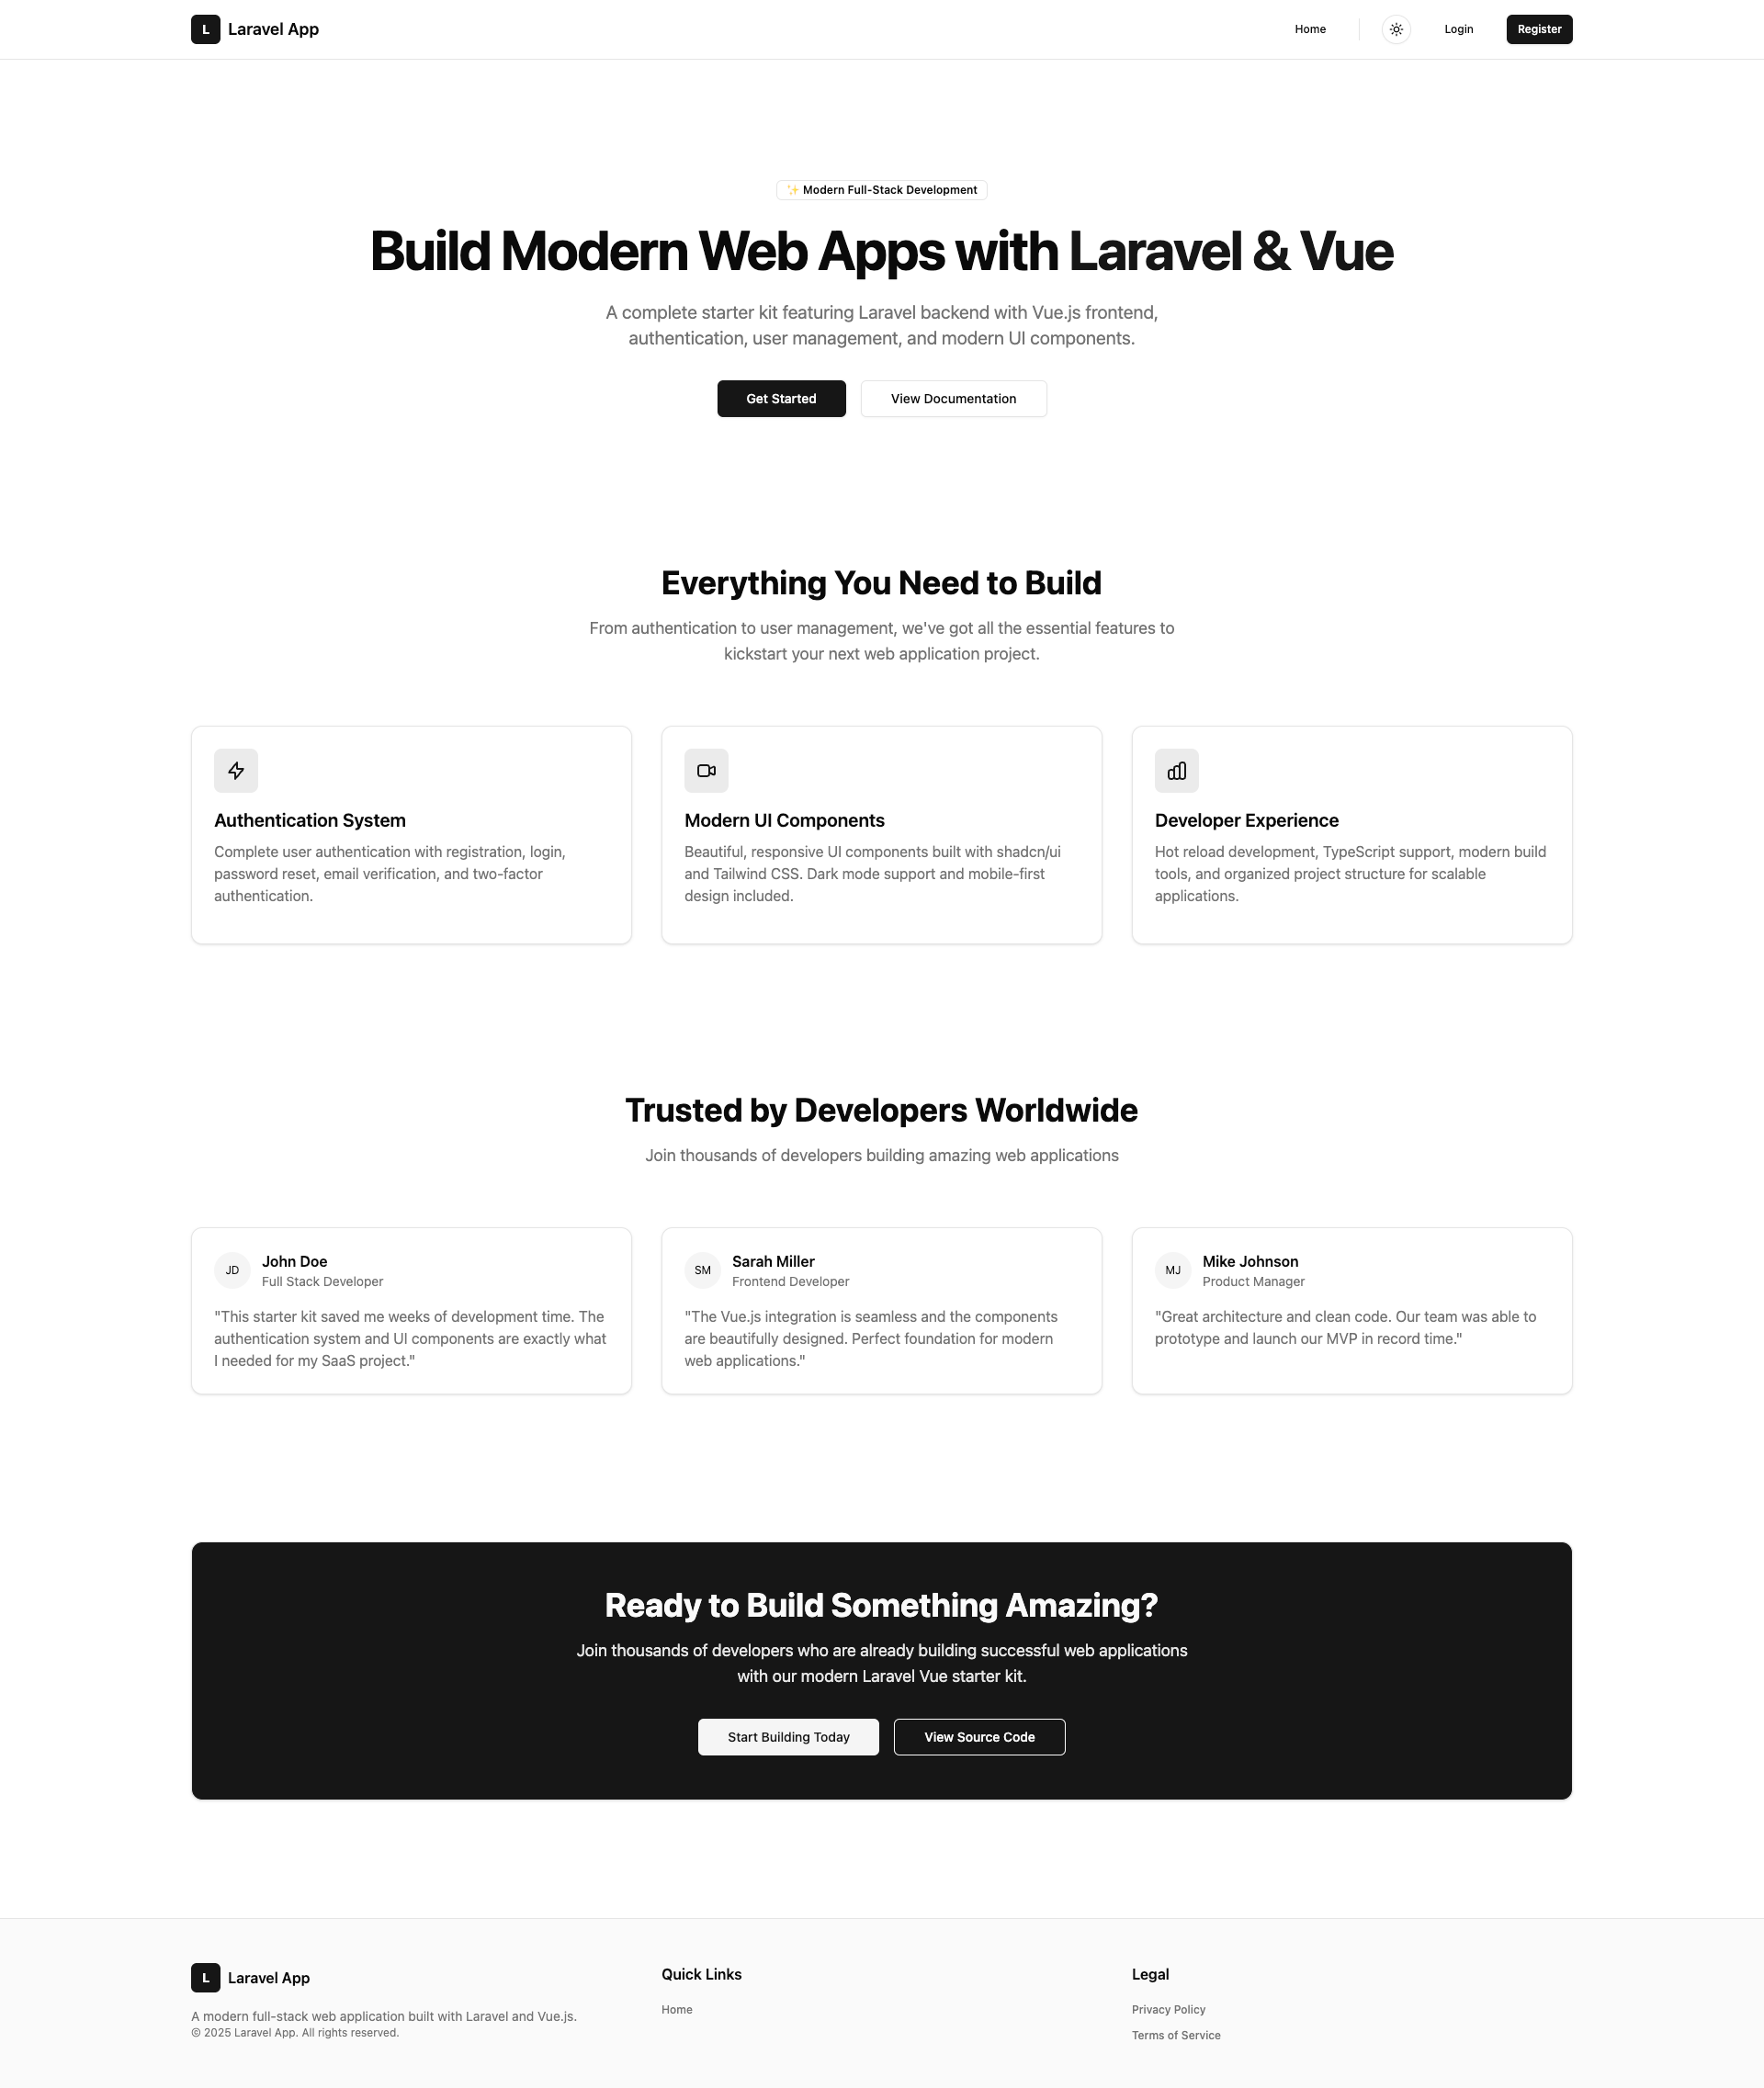 L Laravel App
Home
Login
Register
✨ Modern Full-Stack Development
Build Modern Web Apps with Laravel & Vue
A complete starter kit featuring Laravel backend with Vue.js frontend,
authentication, user management, and modern UI components.
Get Started
View Documentation
Everything You Need to Build
From authentication to user management, we've got all the essential features to
kickstart your next web application project.
Authentication System
Complete user authentication with registration, login,
password reset, email verification, and two-factor
authentication.
Modern UI Components
Beautiful, responsive UI components built with shadcn/ui
and Tailwind CSS. Dark mode support and mobile-first
design included.
Developer Experience
Hot reload development, TypeScript support, modern build
tools, and organized project structure for scalable
applications.
Trusted by Developers Worldwide
Join thousands of developers building amazing web applications
JD
John Doe
Full Stack Developer
"This starter kit saved me weeks of development time. The
authentication system and UI components are exactly what
I needed for my SaaS project."
SM
Sarah Miller
Frontend Developer
"The Vue.js integration is seamless and the components
are beautifully designed. Perfect foundation for modern
web applications."
MJ
Mike Johnson
Product Manager
"Great architecture and clean code. Our team was able to
prototype and launch our MVP in record time."
Ready to Build Something Amazing?
Join thousands of developers who are already building successful web applications
with our modern Laravel Vue starter kit.
Start Building Today
View Source Code
L Laravel App
A modern full-stack web application built with Laravel and Vue.js.
© 2025 Laravel App. All rights reserved.
Quick Links
Home
Legal
Privacy Policy
Terms of Service